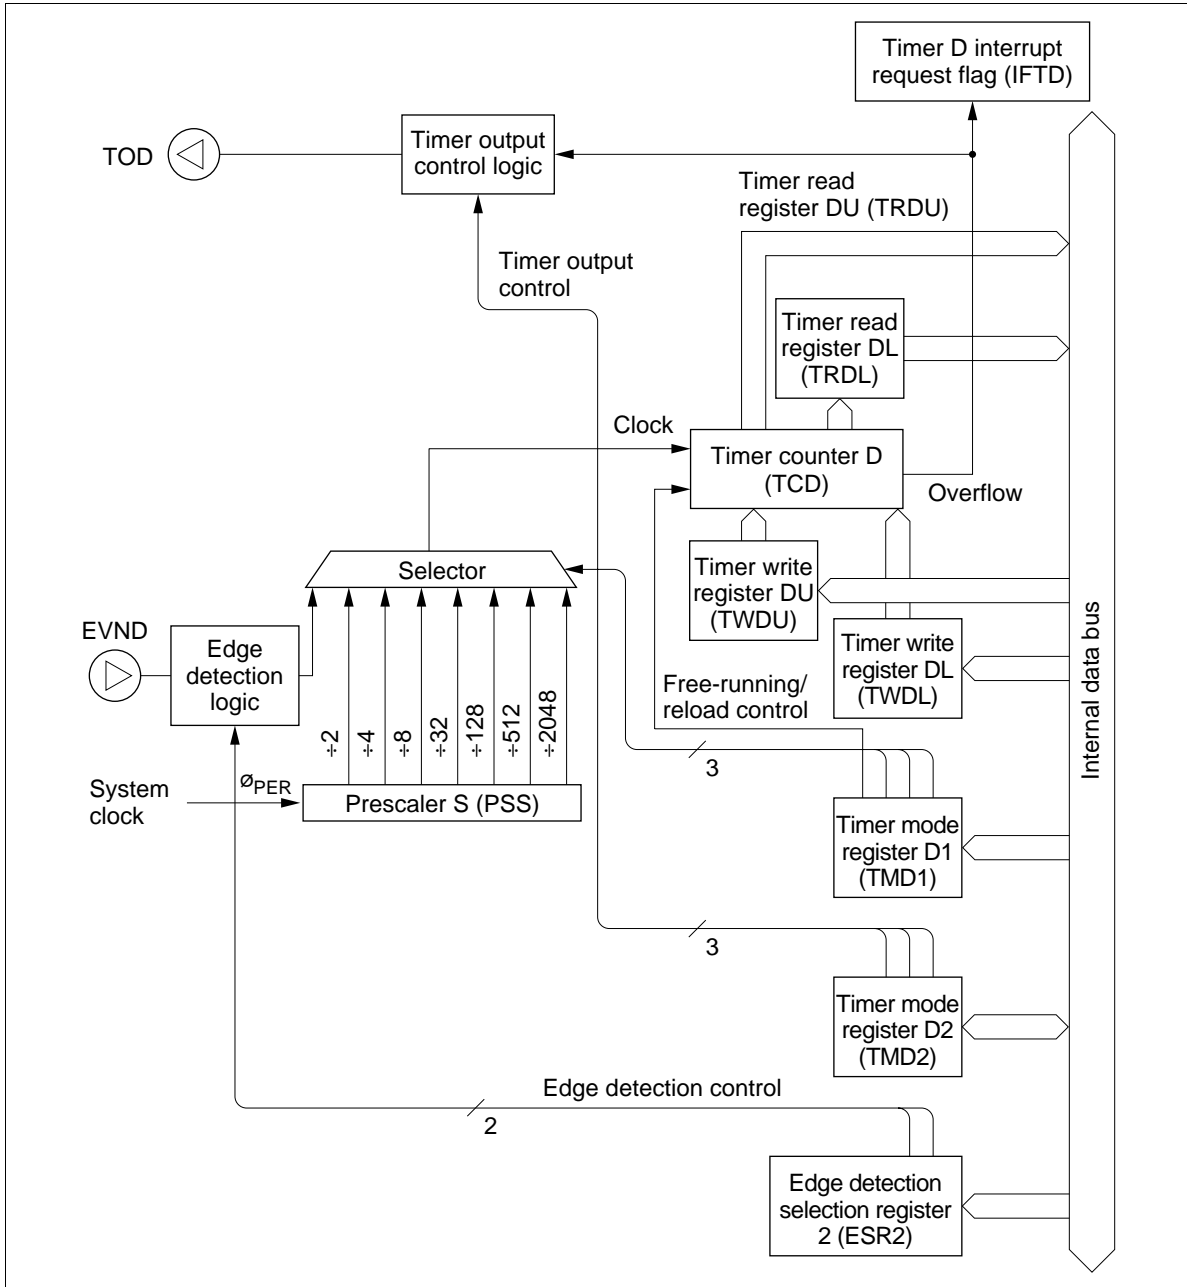 Timer D interrupt
request flag (IFTD)
TOD
Timer output
control logic
Timer read
register DU (TRDU)
Timer output
control
Timer read
register DL
(TRDL)
Clock
Timer counter D
(TCD)
Overflow
Selector
Timer write
register DU
(TWDU)
EVND
Edge
detection
logic
Timer write
register DL
(TWDL)
Free-running/
reload control
÷2
÷4
÷8
÷32
÷128
÷512
÷2048
3
System
clock
øPER
Prescaler S (PSS)
Timer mode
register D1
(TMD1)
Internal data bus
3
Timer mode
register D2
(TMD2)
Edge detection control
2
Edge detection
selection register
2 (ESR2)